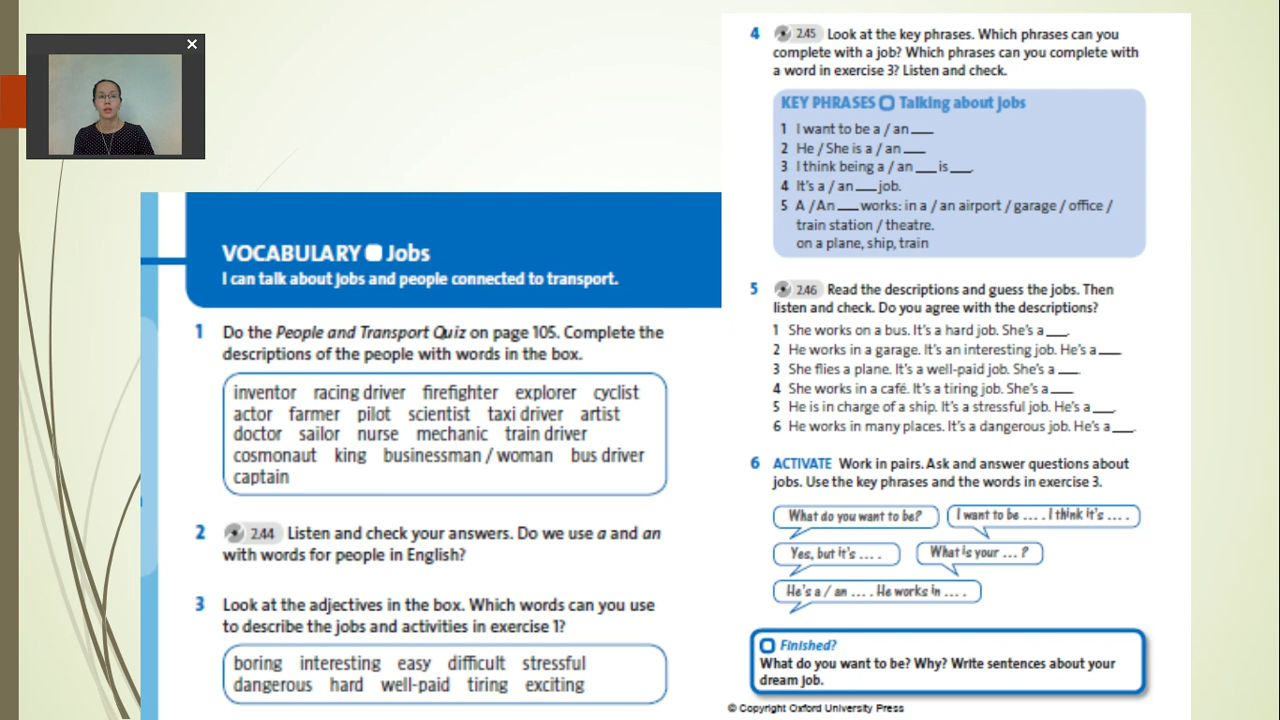 VOCABULARY Jobs
I can talk about jobs and people connected to transport.
1 Do the People and Transport Quiz on page 105. Complete the
descriptions of the people with words in the box.
inventor racing driver firefighter explorer cyclist
actor farmer pilot scientist taxi driver artist
doctor sailor nurse mechanic train driver
cosmonaut king businessman / woman bus driver
captain
2 2.44 Listen and check your answers. Do we use a and an
with words for people in English?
3 Look at the adjectives in the box. Which words can you use
to describe the jobs and activities in exercise 1?
boring interesting easy difficult stressful
dangerous hard well-paid tiring exciting
4 2.45 Look at the key phrases. Which phrases can you
complete with a job? Which phrases can you complete with
a word in exercise 3? Listen and check.
KEY PHRASES Talking about jobs
1 I want to be a / an ___
2 He / She is a / an ___
3 I think being a / an ___ is ___.
4 It's a / an ___ job.
5 A / An ___ works: in a / an airport / garage / office /
train station / theatre.
on a plane, ship, train
5 2.46 Read the descriptions and guess the jobs. Then
listen and check. Do you agree with the descriptions?
1 She works on a bus. It's a hard job. She's a ___.
2 He works in a garage. It's an interesting job. He's a ___
3 She flies a plane. It's a well-paid job. She's a ___.
4 She works in a café. It's a tiring job. She's a ___.
5 He is in charge of a ship. It's a stressful job. He's a ___.
6 He works in many places. It's a dangerous job. He's a ___.
6 ACTIVATE Work in pairs. Ask and answer questions about
jobs. Use the key phrases and the words in exercise 3.
What do you want to be?
I want to be .... I think it's ....
Yes, but it's ....
What is your ... ?
He's a / an .... He works in ....
Finished?
What do you want to be? Why? Write sentences about your
dream job.
© Copyright Oxford University Press